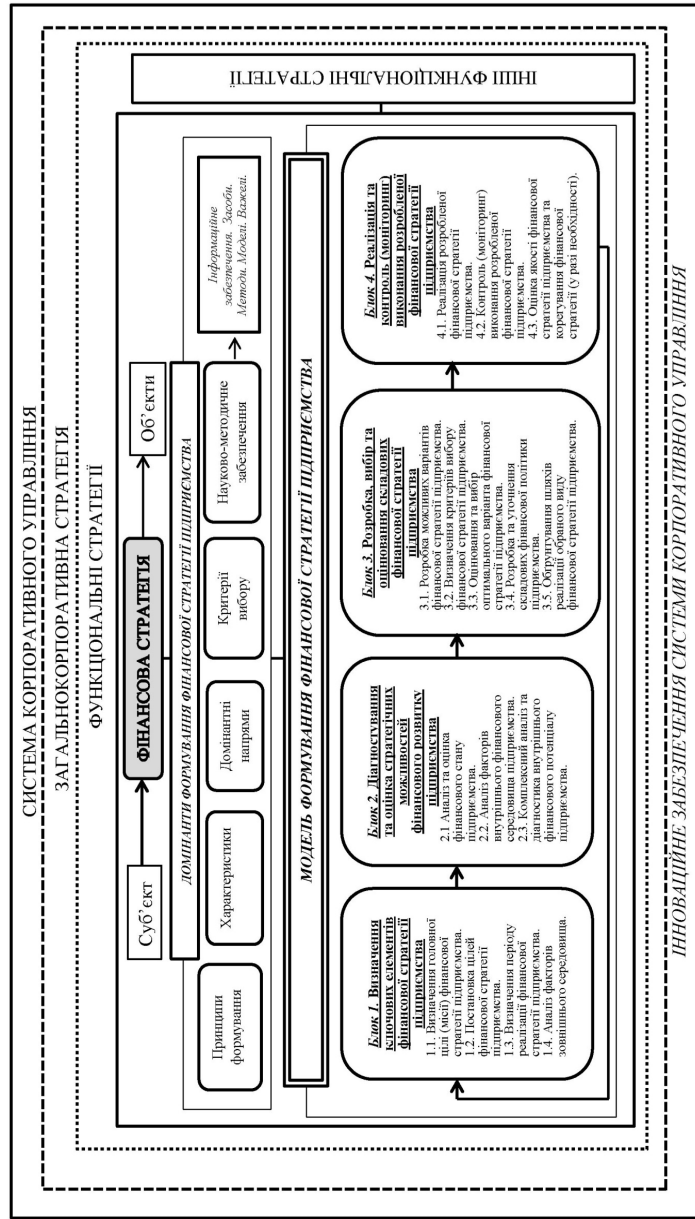 СИСТЕМА КОРПОРАТИВНОГО УПРАВЛІННЯ
ЗАГАЛЬНОКОРПОРАТИВНА СТРАТЕГІЯ
ФУНКЦІОНАЛЬНІ СТРАТЕГІЇ
Суб’єкт
ФІНАНСОВА СТРАТЕГІЯ
Об’єкти
ДОМІНАНТИ ФОРМУВАННЯ ФІНАНСОВОЇ СТРАТЕГІЇ ПІДПРИЄМСТВА
Принципи
формування
Характеристики
Домінантні
напрями
Критерії
вибору
Науково-методичне
забезпечення
Інформаційне
забезпечення. Засоби.
Методи. Моделі. Важелі.
МОДЕЛЬ ФОРМУВАННЯ ФІНАНСОВОЇ СТРАТЕГІЇ ПІДПРИЄМСТВА
Блок 1. Визначення
ключових елементів
фінансової стратегії
підприємства
1.1. Визначення головної
цілі (місії) фінансової
стратегії підприємства.
1.2. Постановка цілей
фінансової стратегії
підприємства.
1.3. Визначення періоду
реалізації фінансової
стратегії підприємства.
1.4. Аналіз факторів
зовнішнього середовища.
Блок 2. Діагностування
та оцінка стратегічних
можливостей
фінансового розвитку
підприємства
2.1 Аналіз та оцінка
фінансового стану
підприємства.
2.2. Аналіз факторів
внутрішнього фінансового
середовища підприємства.
2.3. Комплексний аналіз та
діагностика внутрішнього
фінансового потенціалу
підприємства.
Блок 3. Розробка, вибір та
оцінювання складових
фінансової стратегії
підприємства
3.1. Розробка можливих варіантів
фінансової стратегії підприємства.
3.2. Визначення критеріїв вибору
фінансової стратегії підприємства.
3.3. Оцінювання та вибір
оптимального варіанта фінансової
стратегії підприємства.
3.4. Розробка та уточнення
складових фінансової політики
підприємства.
3.5. Обґрунтування шляхів
реалізації обраного виду
фінансової стратегії підприємства.
Блок 4. Реалізація та
контроль (моніторинг)
виконання розробленої
фінансової стратегії
підприємства
4.1. Реалізація розробленої
фінансової стратегії
підприємства.
4.2. Контроль (моніторинг)
виконання розробленої
фінансової стратегії
підприємства.
4.3. Оцінка якості фінансової
стратегії підприємства та
корегування фінансової
стратегії (у разі необхідності).
ІНШІ ФУНКЦІОНАЛЬНІ СТРАТЕГІЇ
ІННОВАЦІЙНЕ ЗАБЕЗПЕЧЕННЯ СИСТЕМИ КОРПОРАТИВНОГО УПРАВЛІННЯ